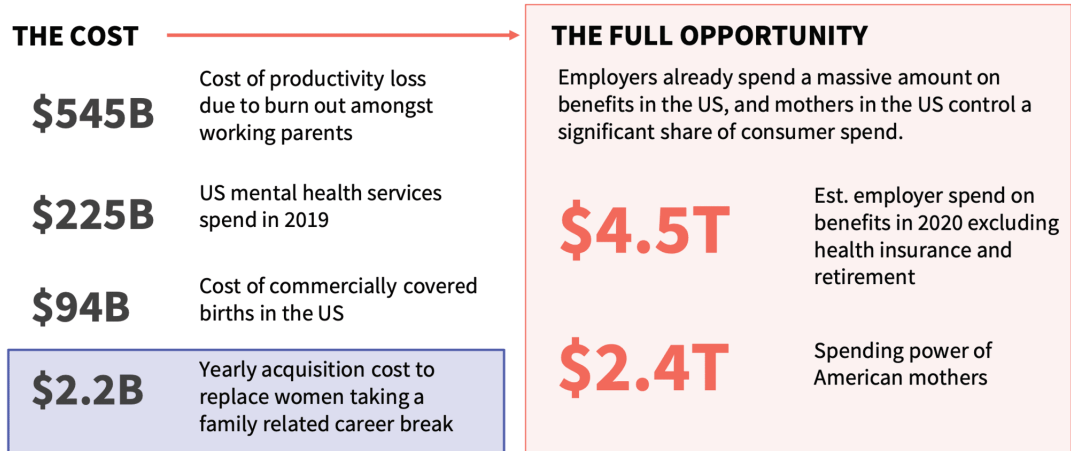 THE COST
$545B
Cost of productivity loss
due to burn out amongst
working parents
$225B
US mental health services
spend in 2019
$94B
Cost of commercially covered
births in the US
$2.2B
Yearly acquisition cost to
replace women taking a
family related career break
THE FULL OPPORTUNITY
Employers already spend a massive amount on
benefits in the US, and mothers in the US control a
significant share of consumer spend.
$4.5T
Est. employer spend on
benefits in 2020 excluding
health insurance and
retirement
$2.4T
Spending power of
American mothers